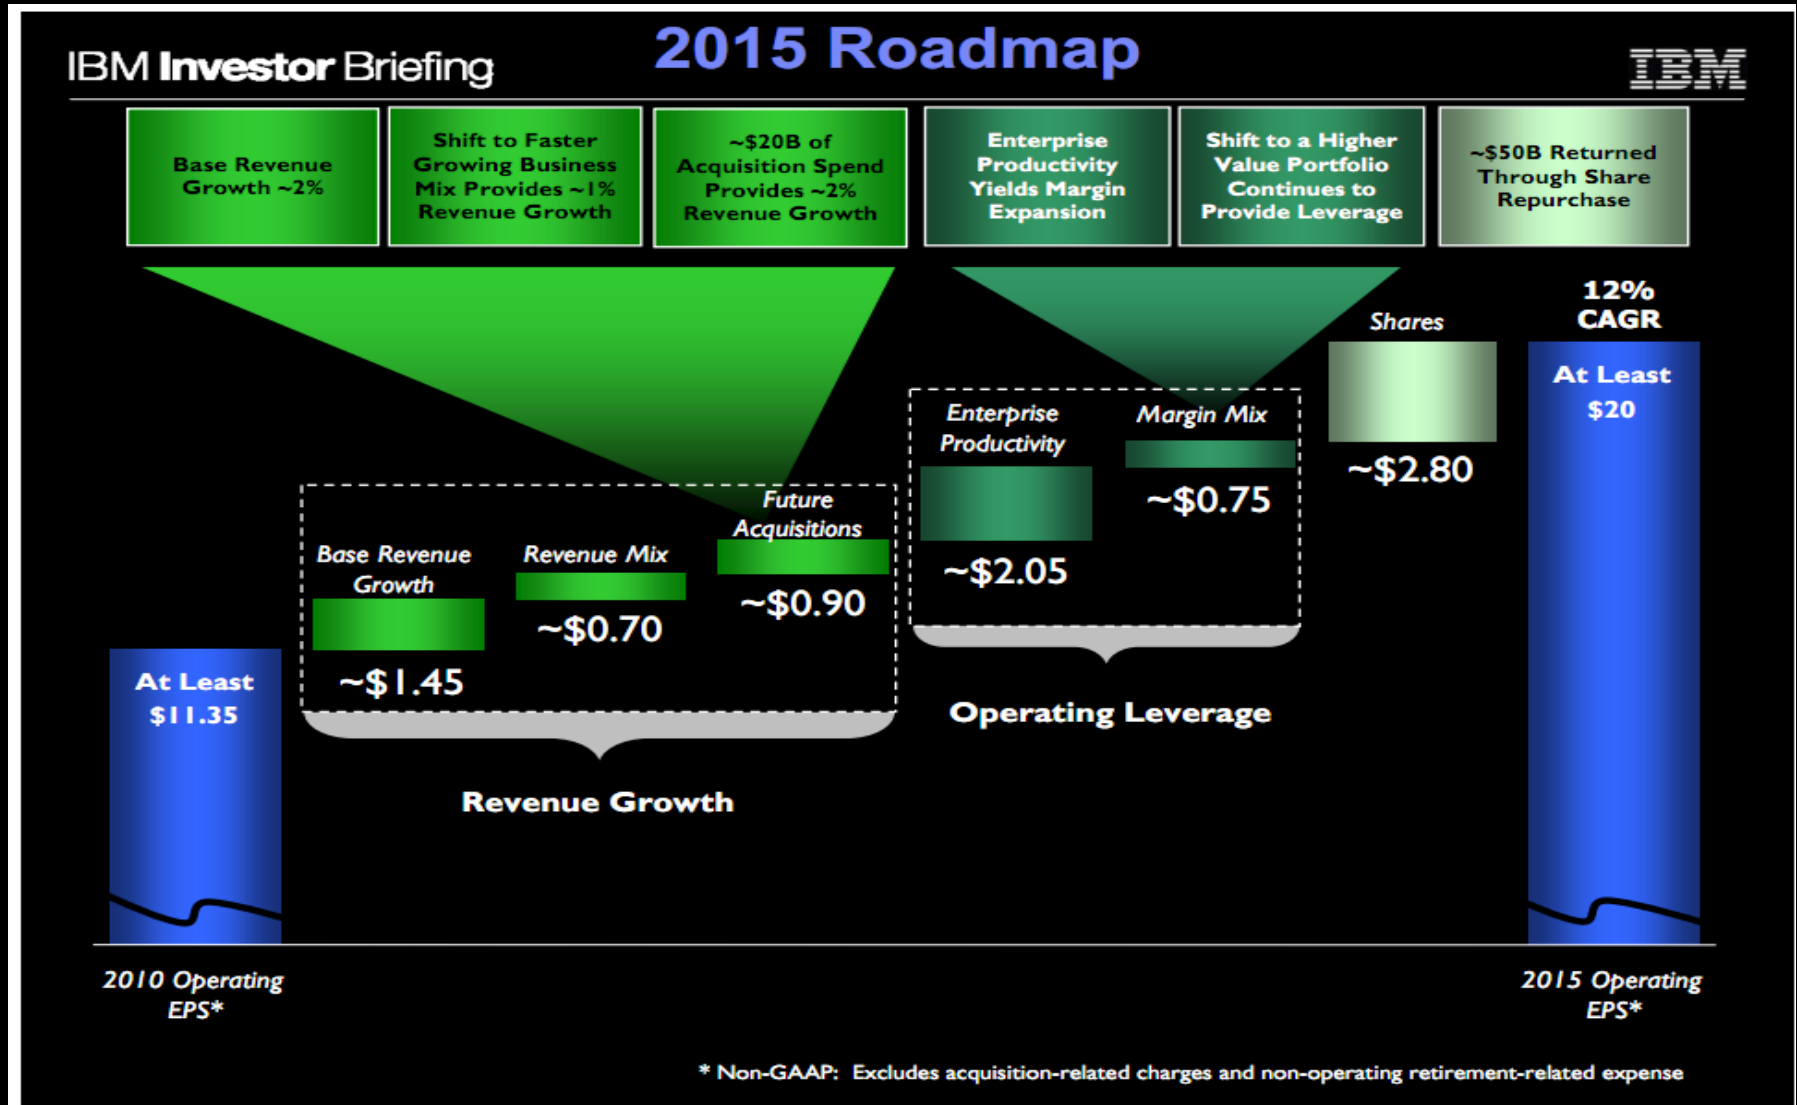 2015 Roadmap
IBM Investor Briefing
IBM
Base Revenue
Growth ~2%
Shift to Faster
Growing Business
Mix Provides ~1%
Revenue Growth
~$20B of
Acquisition Spend
Provides ~2%
Revenue Growth
Enterprise
Productivity
Yields Margin
Expansion
Shift to a Higher
Value Portfolio
Continues to
Provide Leverage
~$50B Returned
Through Share
Repurchase
At Least
$11.35
Base Revenue
Growth
~$1.45
Revenue Mix
~$0.70
Future
Acquisitions
~$0.90
Revenue Growth
Enterprise
Productivity
~$2.05
Margin Mix
~$0.75
Operating Leverage
Shares
~$2.80
12%
CAGR
At Least
$20
2010 Operating
EPS*
2015 Operating
EPS*
* Non-GAAP: Excludes acquisition-related charges and non-operating retirement-related expense